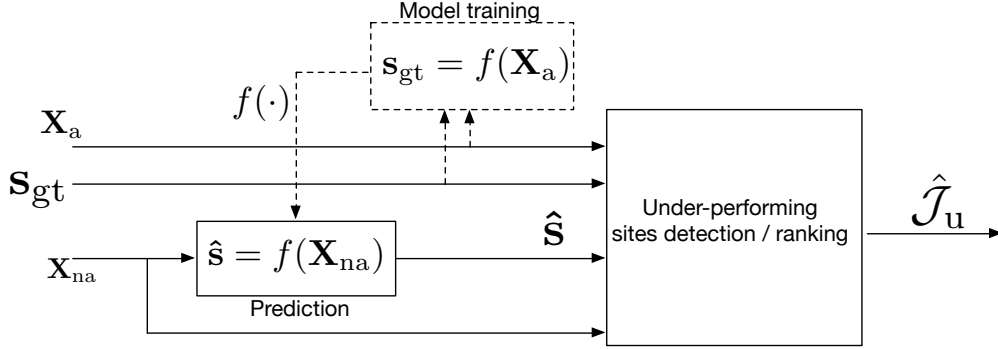 Model training
s_gt = f(X_a)
f(·)
X_a
s_gt
X_na
ŝ = f(X_na)
Prediction
ŝ
Under-performing
sites detection / ranking
𝒥̂_u